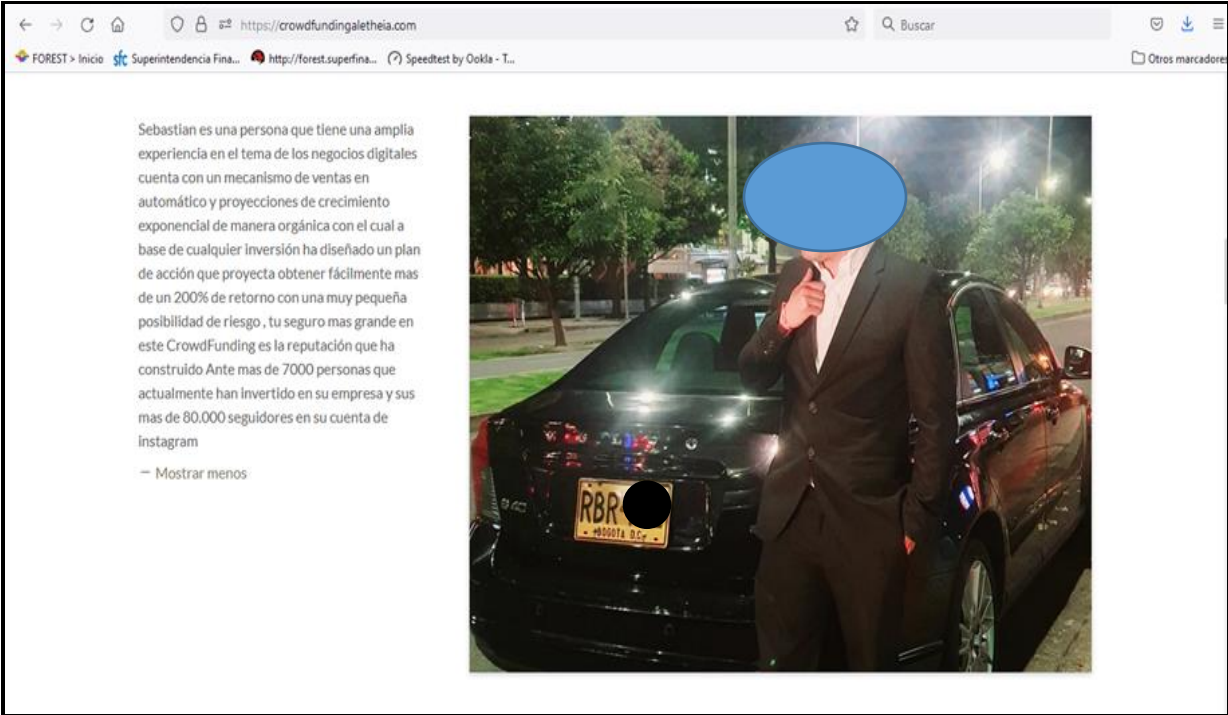 https://crowdfundingaletheia.com
Buscar
FOREST > Inicio
sfc Superintendencia Fina...
http://forest.superfina...
Speedtest by Ookla - T...
Otros marcadores
Sebastian es una persona que tiene una amplia
experiencia en el tema de los negocios digitales
cuenta con un mecanismo de ventas en
automático y proyecciones de crecimiento
exponencial de manera orgánica con el cual a
base de cualquier inversión ha diseñado un plan
de acción que proyecta obtener fácilmente mas
de un 200% de retorno con una muy pequeña
posibilidad de riesgo , tu seguro mas grande en
este CrowdFunding es la reputación que ha
construido Ante mas de 7000 personas que
actualmente han invertido en su empresa y sus
mas de 80.000 seguidores en su cuenta de
instagram
— Mostrar menos
S40
RBR
BOGOTA D.C.